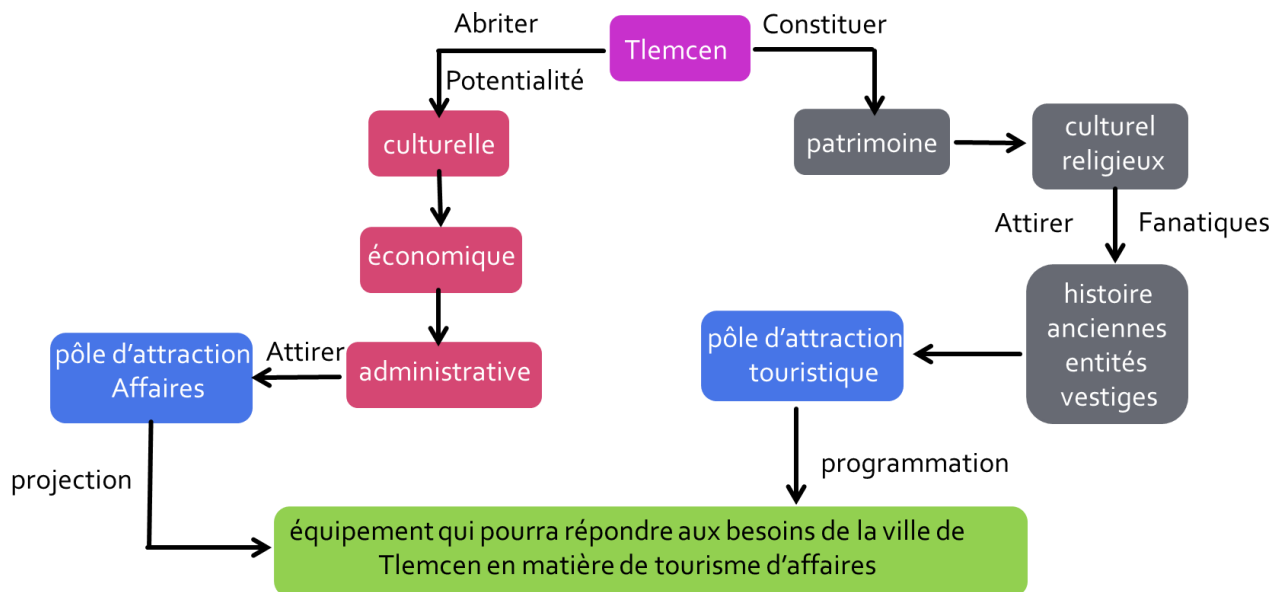 Abriter
Tlemcen
Constituer
Potentialité
culturelle
patrimoine
culturel
religieux
économique
Attirer
Fanatiques
histoire
anciennes
entités
vestiges
pôle d’attraction
Affaires
Attirer
administrative
pôle d’attraction
touristique
projection
programmation
équipement qui pourra répondre aux besoins de la ville de
Tlemcen en matière de tourisme d’affaires